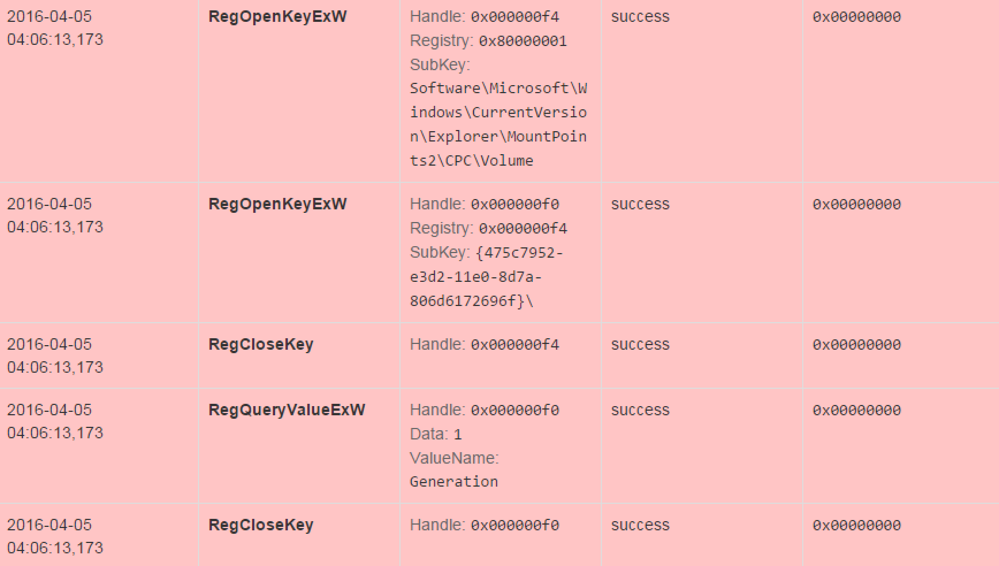 2016-04-05
04:06:13,173
RegOpenKeyExW
Handle: 0x000000f4
Registry: 0x80000001
SubKey:
Software\Microsoft\W
indows\CurrentVersio
n\Explorer\MountPoin
ts2\CPC\Volume
success
0x00000000
2016-04-05
04:06:13,173
RegOpenKeyExW
Handle: 0x000000f0
Registry: 0x000000f4
SubKey: {475c7952-
e3d2-11e0-8d7a-
806d6172696f}\
success
0x00000000
2016-04-05
04:06:13,173
RegCloseKey
Handle: 0x000000f4
success
0x00000000
2016-04-05
04:06:13,173
RegQueryValueExW
Handle: 0x000000f0
Data: 1
ValueName:
Generation
success
0x00000000
2016-04-05
04:06:13,173
RegCloseKey
Handle: 0x000000f0
success
0x00000000